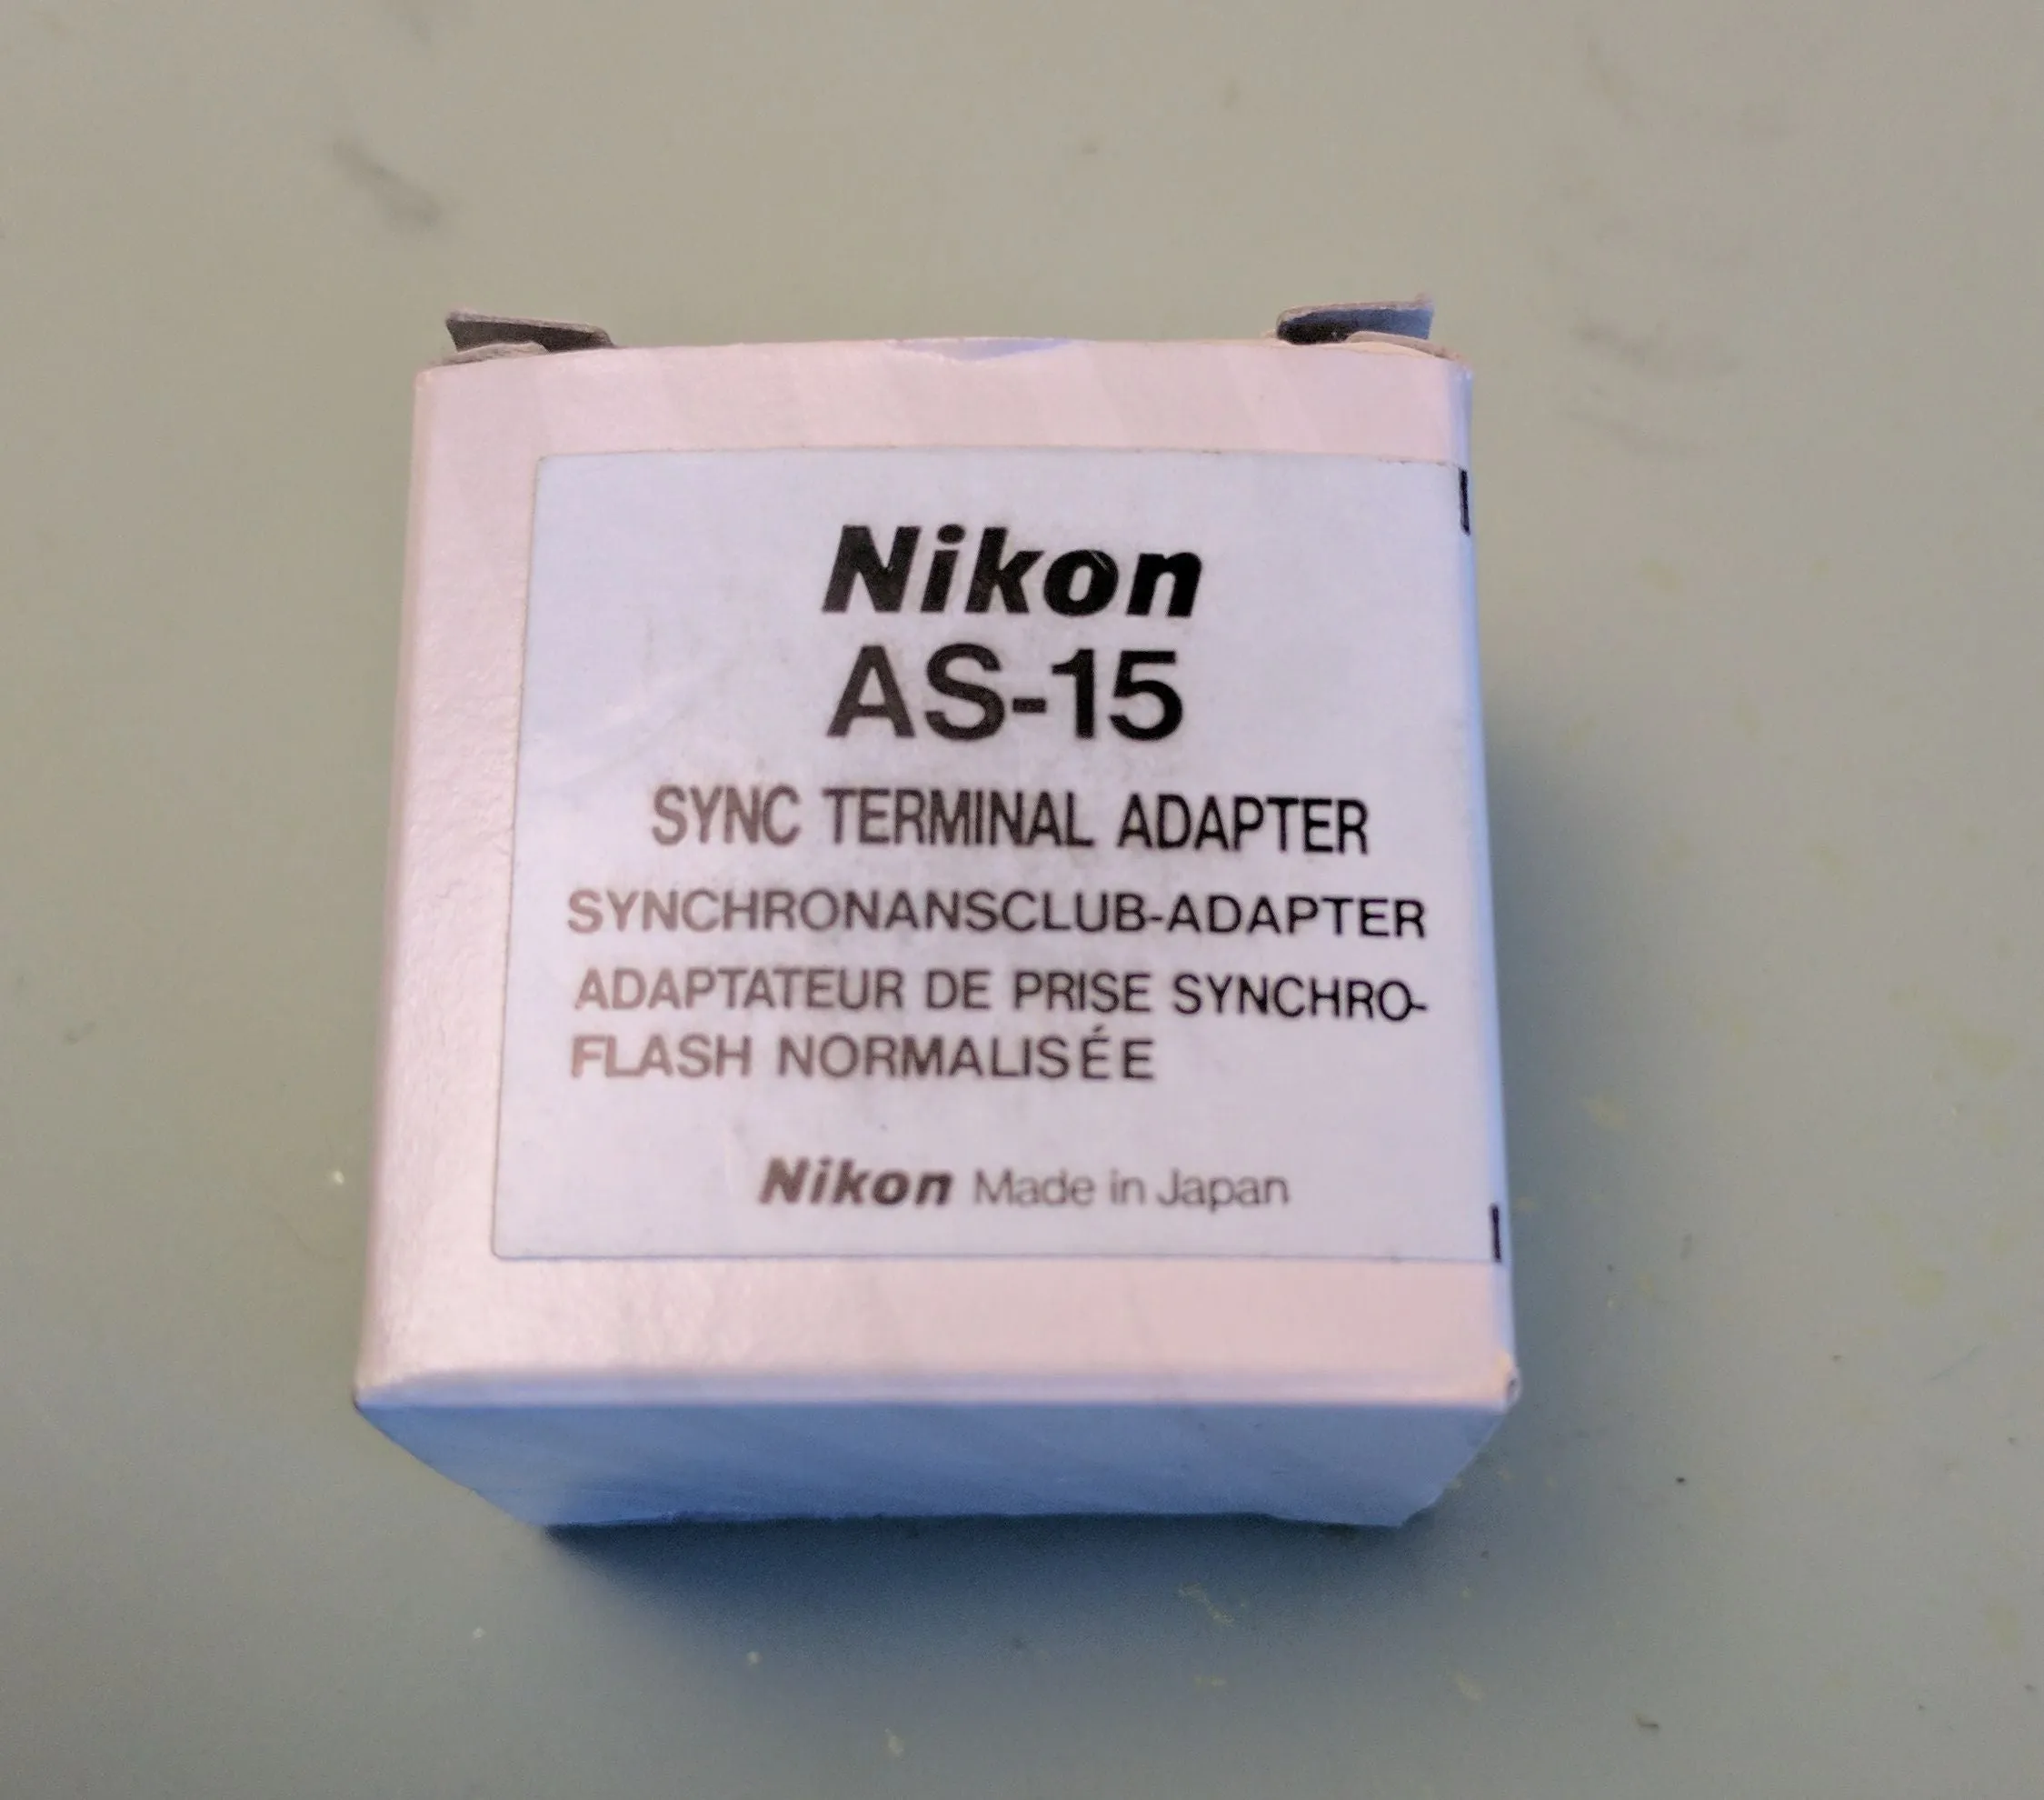 Nikon
AS-15
SYNC TERMINAL ADAPTER
SYNCHRONANSCLUB-ADAPTER
ADAPTATEUR DE PRISE SYNCHRO-
FLASH NORMALISÉE
Nikon Made in Japan